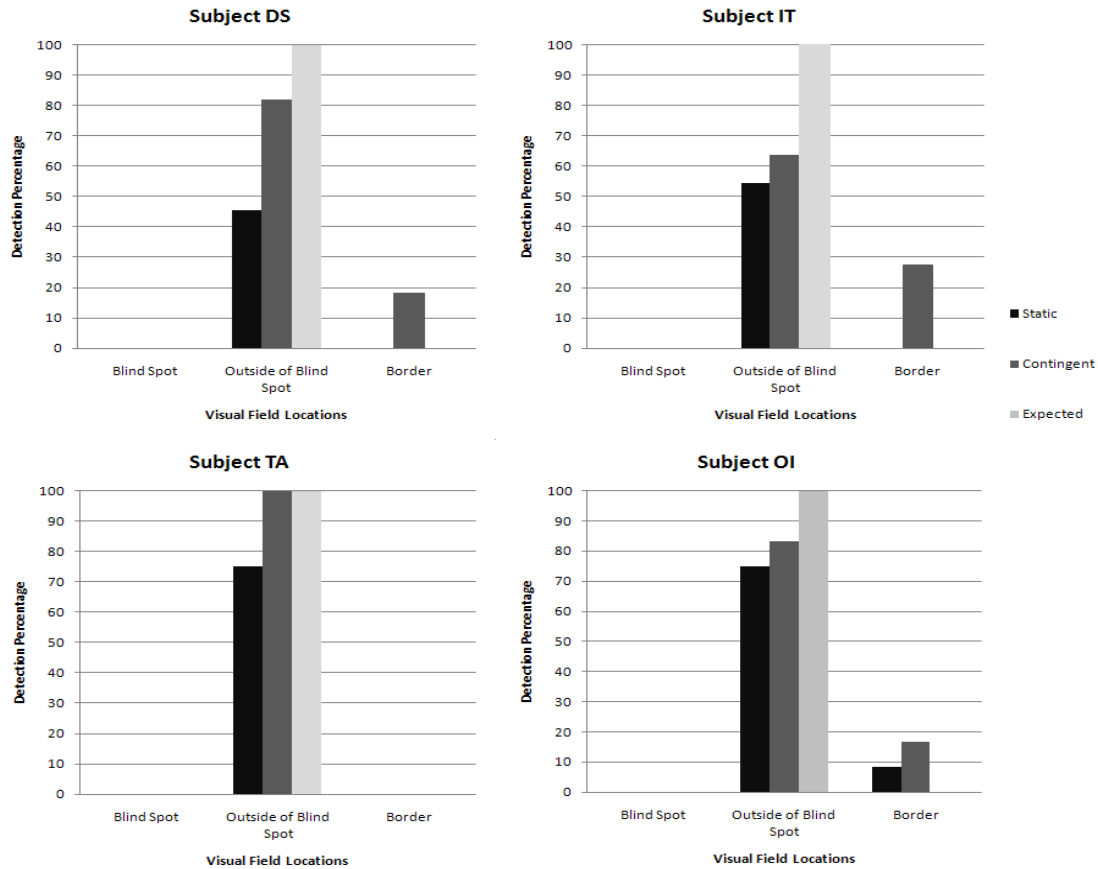 Subject DS
100
90
80
70
60
50
40
30
20
10
0
Detection Percentage
Blind Spot
Outside of Blind
Spot
Border
Visual Field Locations
Subject IT
100
90
80
70
60
50
40
30
20
10
0
Detection Percentage
Blind Spot
Outside of Blind
Spot
Border
Visual Field Locations
Static
Contingent
Expected
Subject TA
100
90
80
70
60
50
40
30
20
10
0
Detection Percentage
Blind Spot
Outside of Blind
Spot
Border
Visual Field Locations
Subject OI
100
90
80
70
60
50
40
30
20
10
0
Detection Percentage
Blind Spot
Outside of Blind
Spot
Border
Visual Field Locations